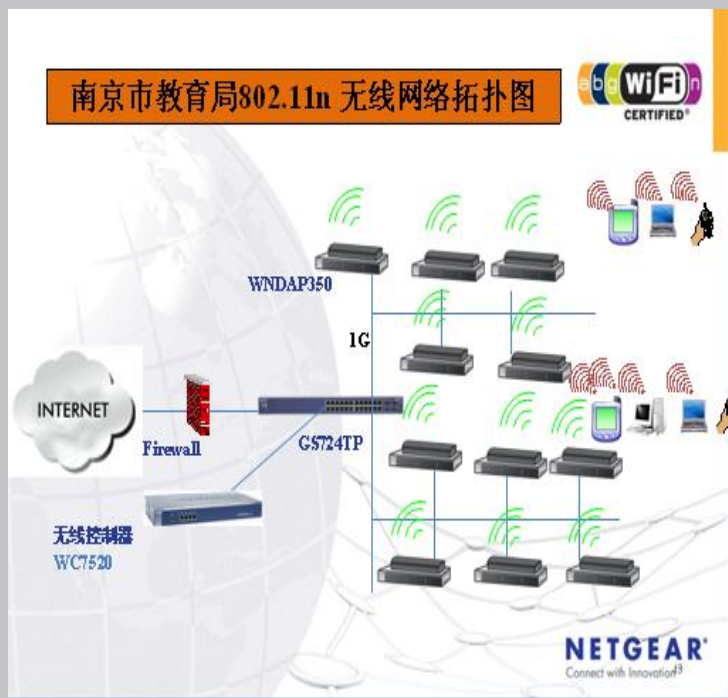 南京市教育局802.11n 无线网络拓扑图
a b g WiFi n
CERTIFIED®
WNDAP350
1G
INTERNET
Firewall
GS724TP
无线控制器
WC7520
NETGEAR®
Connect with Innovation
43